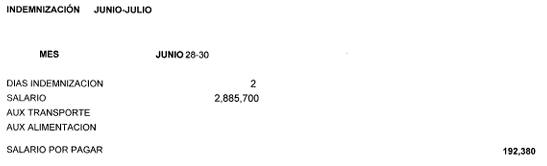 INDEMNIZACIÓN JUNIO-JULIO
MES JUNIO 28-30
DIAS INDEMNIZACION 2
SALARIO 2,885,700
AUX TRANSPORTE
AUX ALIMENTACION
SALARIO POR PAGAR 192,380